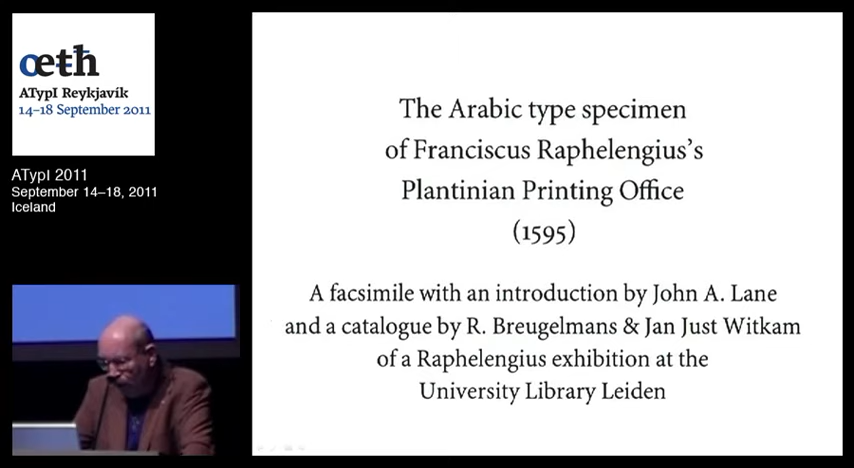 œeth
ATypI Reykjavík
14–18 September 2011
ATypI 2011
September 14–18, 2011
Iceland
The Arabic type specimen
of Franciscus Raphelengius’s
Plantinian Printing Office
(1595)
A facsimile with an introduction by John A. Lane
and a catalogue by R. Breugelmans & Jan Just Witkam
of a Raphelengius exhibition at the
University Library Leiden